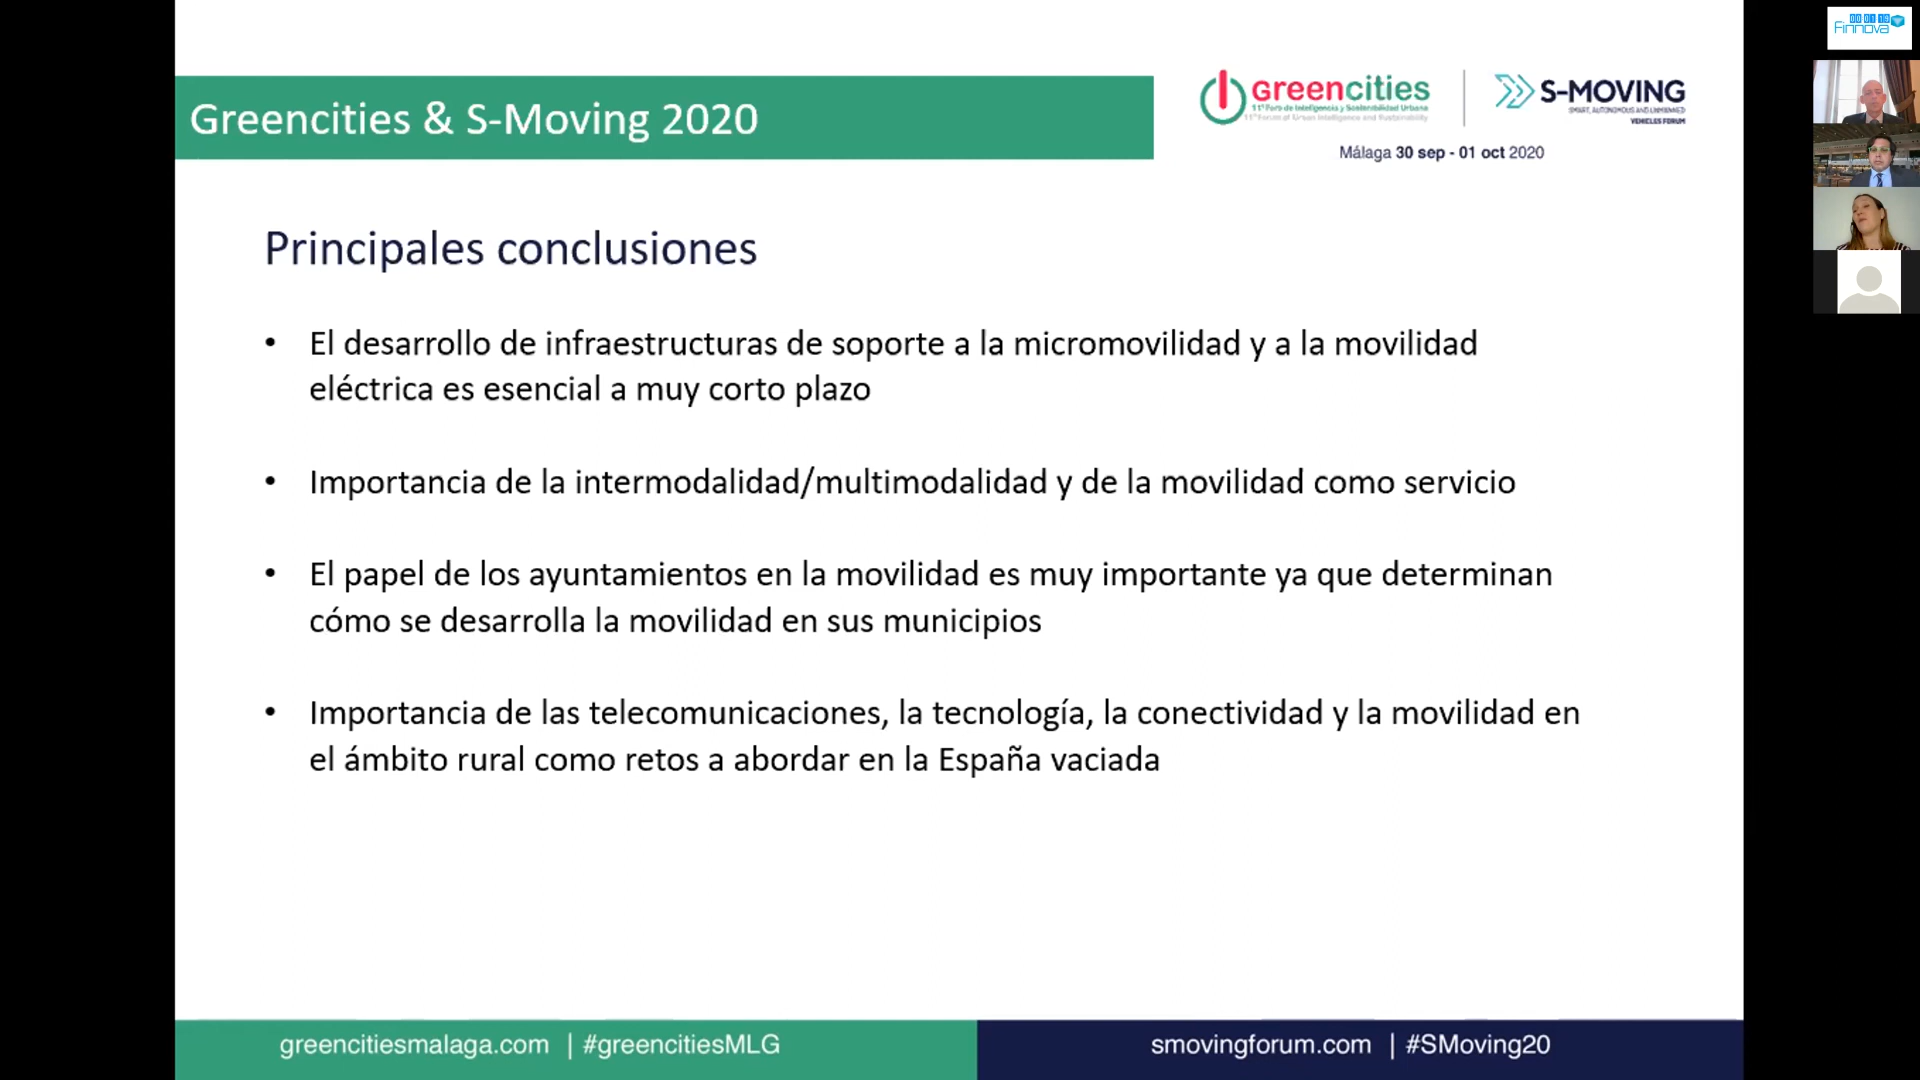 Greencities & S-Moving 2020
greencities
11º Foro de Inteligencia y Sostenibilidad Urbana
S-MOVING
SMART, AUTONOMOUS AND UNMANNED
VEHICLES FORUM
Málaga 30 sep - 01 oct 2020
Finnova
Principales conclusiones
• El desarrollo de infraestructuras de soporte a la micromovilidad y a la movilidad
eléctrica es esencial a muy corto plazo
• Importancia de la intermodalidad/multimodalidad y de la movilidad como servicio
• El papel de los ayuntamientos en la movilidad es muy importante ya que determinan
cómo se desarrolla la movilidad en sus municipios
• Importancia de las telecomunicaciones, la tecnología, la conectividad y la movilidad en
el ámbito rural como retos a abordar en la España vaciada
greencitiesmalaga.com | #greencitiesMLG
smovingforum.com | #SMoving20